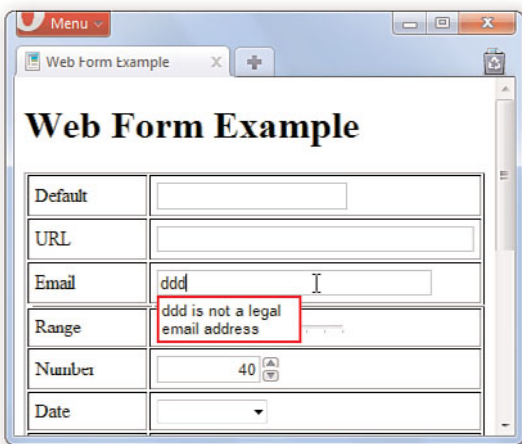 Menu
Web Form Example
Web Form Example
Default
URL
Email
ddd
ddd is not a legal
email address
Range
Number
40
Date